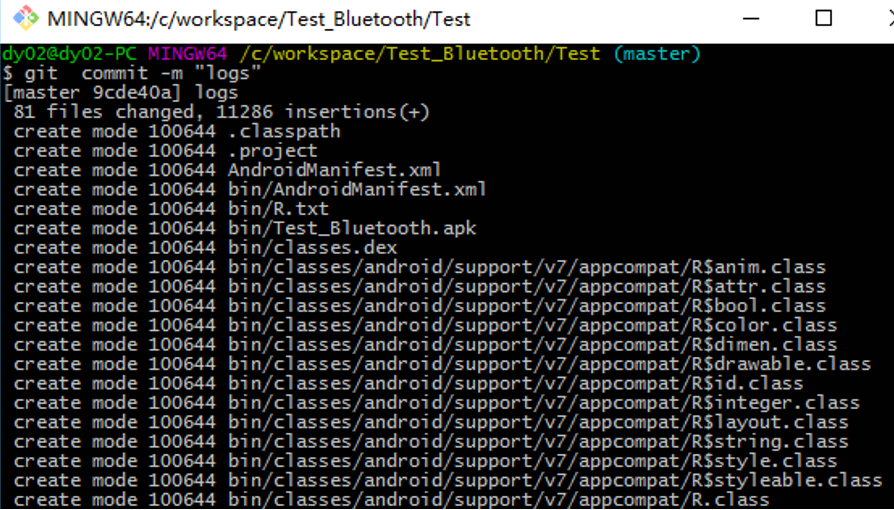 MINGW64:/c/workspace/Test_Bluetooth/Test
dy02@dy02-PC MINGW64 /c/workspace/Test_Bluetooth/Test (master)
$ git  commit -m "logs"
[master 9cde40a] logs
 81 files changed, 11286 insertions(+)
 create mode 100644 .classpath
 create mode 100644 .project
 create mode 100644 AndroidManifest.xml
 create mode 100644 bin/AndroidManifest.xml
 create mode 100644 bin/R.txt
 create mode 100644 bin/Test_Bluetooth.apk
 create mode 100644 bin/classes.dex
 create mode 100644 bin/classes/android/support/v7/appcompat/R$anim.class
 create mode 100644 bin/classes/android/support/v7/appcompat/R$attr.class
 create mode 100644 bin/classes/android/support/v7/appcompat/R$bool.class
 create mode 100644 bin/classes/android/support/v7/appcompat/R$color.class
 create mode 100644 bin/classes/android/support/v7/appcompat/R$dimen.class
 create mode 100644 bin/classes/android/support/v7/appcompat/R$drawable.class
 create mode 100644 bin/classes/android/support/v7/appcompat/R$id.class
 create mode 100644 bin/classes/android/support/v7/appcompat/R$integer.class
 create mode 100644 bin/classes/android/support/v7/appcompat/R$layout.class
 create mode 100644 bin/classes/android/support/v7/appcompat/R$string.class
 create mode 100644 bin/classes/android/support/v7/appcompat/R$style.class
 create mode 100644 bin/classes/android/support/v7/appcompat/R$styleable.class
 create mode 100644 bin/classes/android/support/v7/appcompat/R.class